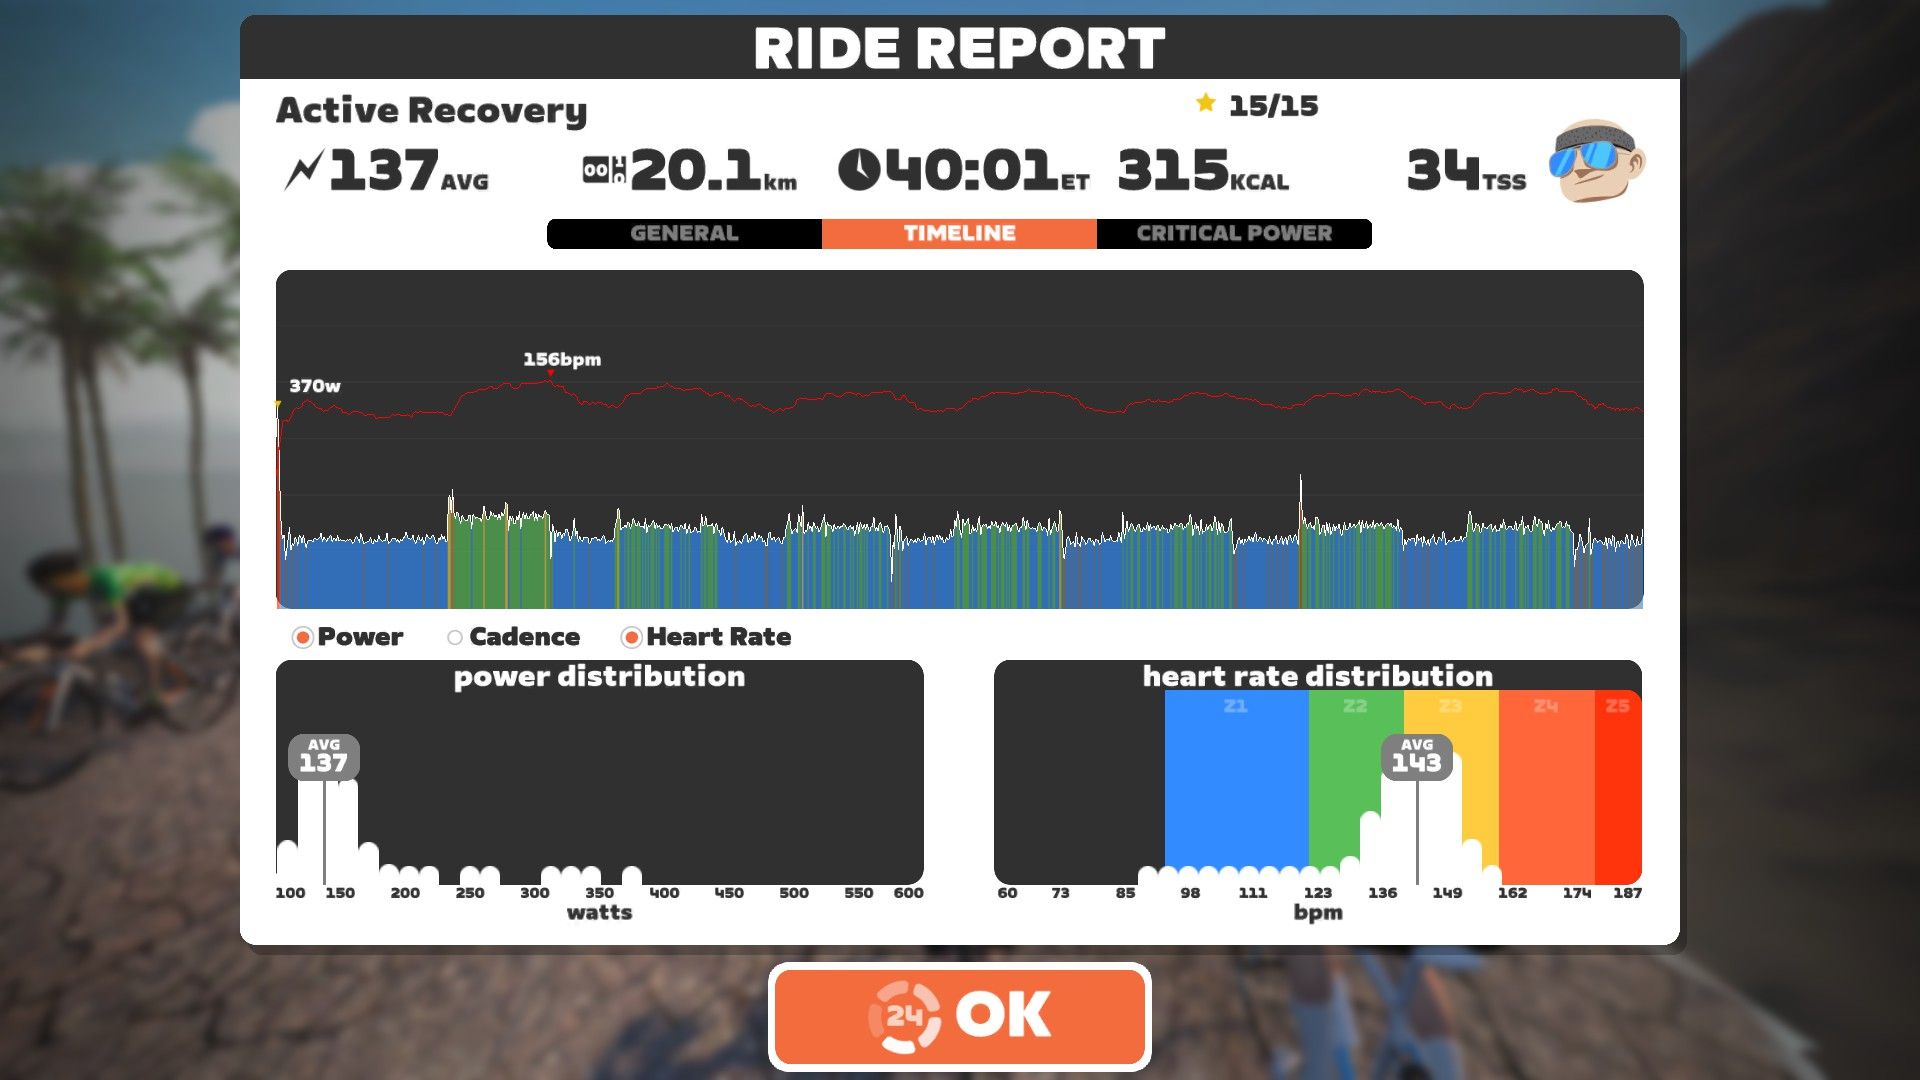 RIDE REPORT
Active Recovery
15/15
137AVG
20.1km
40:01ET
315KCAL
34TSS
GENERAL
TIMELINE
CRITICAL POWER
156bpm
370w
Power
Cadence
Heart Rate
power distribution
AVG
137
100 150 200 250 300 350 400 450 500 550 600
watts
heart rate distribution
Z1 Z2 Z3 Z4 Z5
AVG
143
60 73 85 98 111 123 136 149 162 174 187
bpm
24 OK